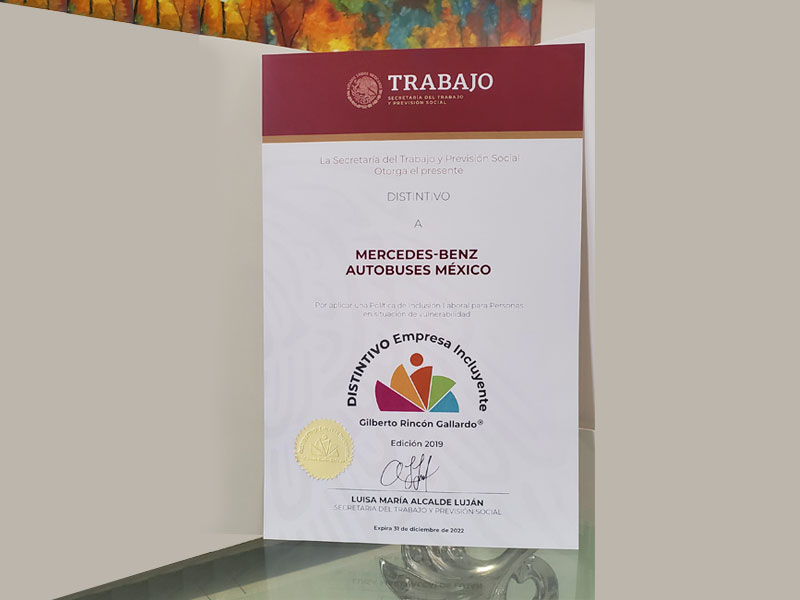 TRABAJO
SECRETARÍA DEL TRABAJO
Y PREVISIÓN SOCIAL
La Secretaría del Trabajo y Previsión Social
Otorga el presente
DISTINTIVO
A
MERCEDES-BENZ
AUTOBUSES MÉXICO
Por aplicar una Política de Inclusión Laboral para Personas
en situación de vulnerabilidad
DISTINTIVO Empresa Incluyente
Gilberto Rincón Gallardo®
Edición 2019
LUISA MARÍA ALCALDE LUJÁN
SECRETARIA DEL TRABAJO Y PREVISIÓN SOCIAL
Expira 31 de diciembre de 2022